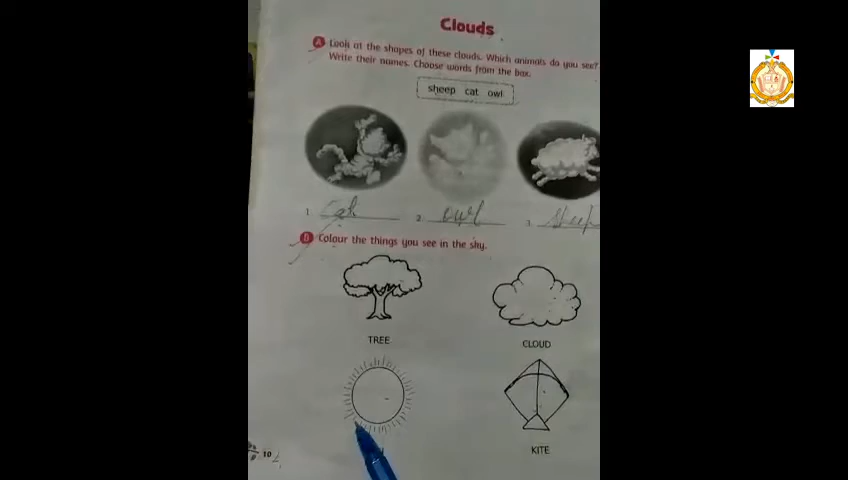 Clouds
A Look at the shapes of these clouds. Which animals do you see?
Write their names. Choose words from the box.
sheep cat owl
1. Cat 2. owl 3. sheep
B Colour the things you see in the sky.
TREE CLOUD
KITE
10